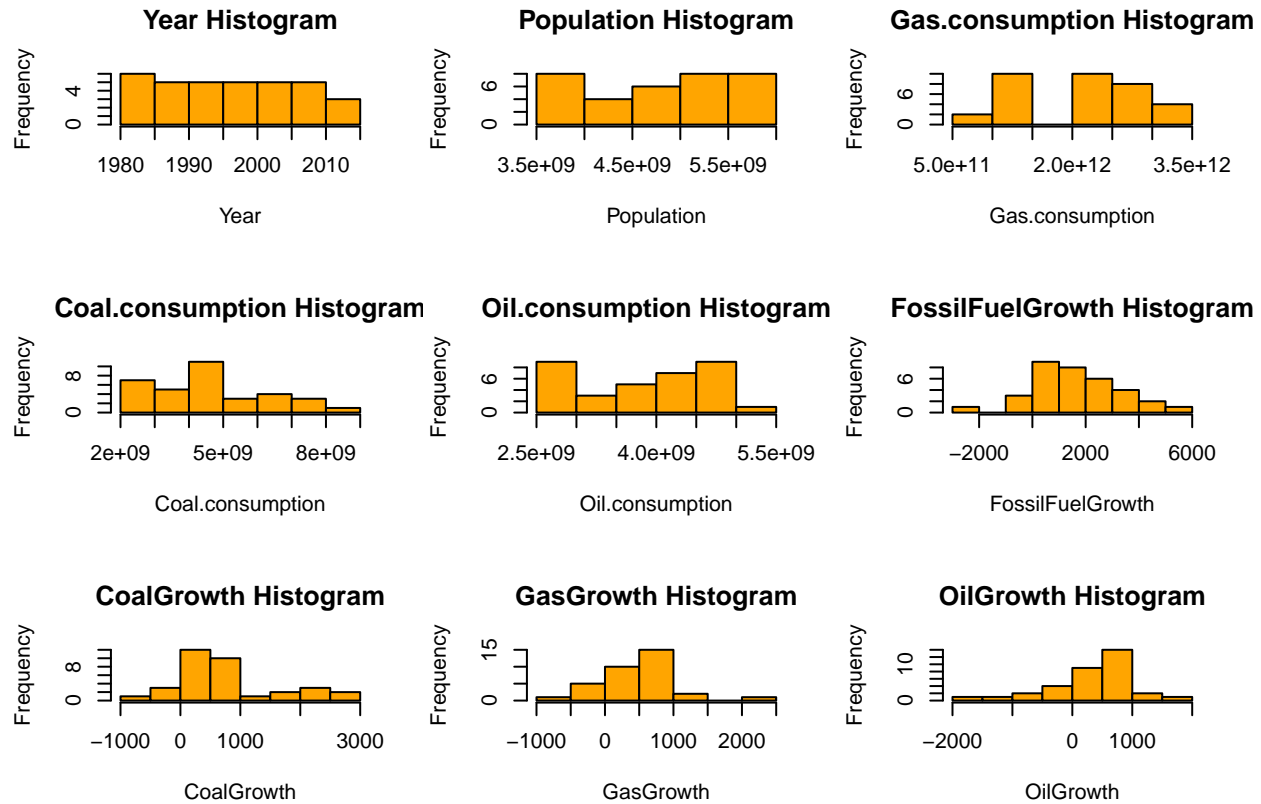 Year Histogram
Frequency
0 4
1980 1990 2000 2010
Year
Population Histogram
Frequency
0 6
3.5e+09 4.5e+09 5.5e+09
Population
Gas.consumption Histogram
Frequency
0 6
5.0e+11 2.0e+12 3.5e+12
Gas.consumption
Coal.consumption Histogram
Frequency
0 8
2e+09 5e+09 8e+09
Coal.consumption
Oil.consumption Histogram
Frequency
0 6
2.5e+09 4.0e+09 5.5e+09
Oil.consumption
FossilFuelGrowth Histogram
Frequency
0 6
−2000 2000 6000
FossilFuelGrowth
CoalGrowth Histogram
Frequency
0 8
−1000 0 1000 3000
CoalGrowth
GasGrowth Histogram
Frequency
0 15
−1000 0 1000 2000
GasGrowth
OilGrowth Histogram
Frequency
0 10
−2000 0 1000
OilGrowth